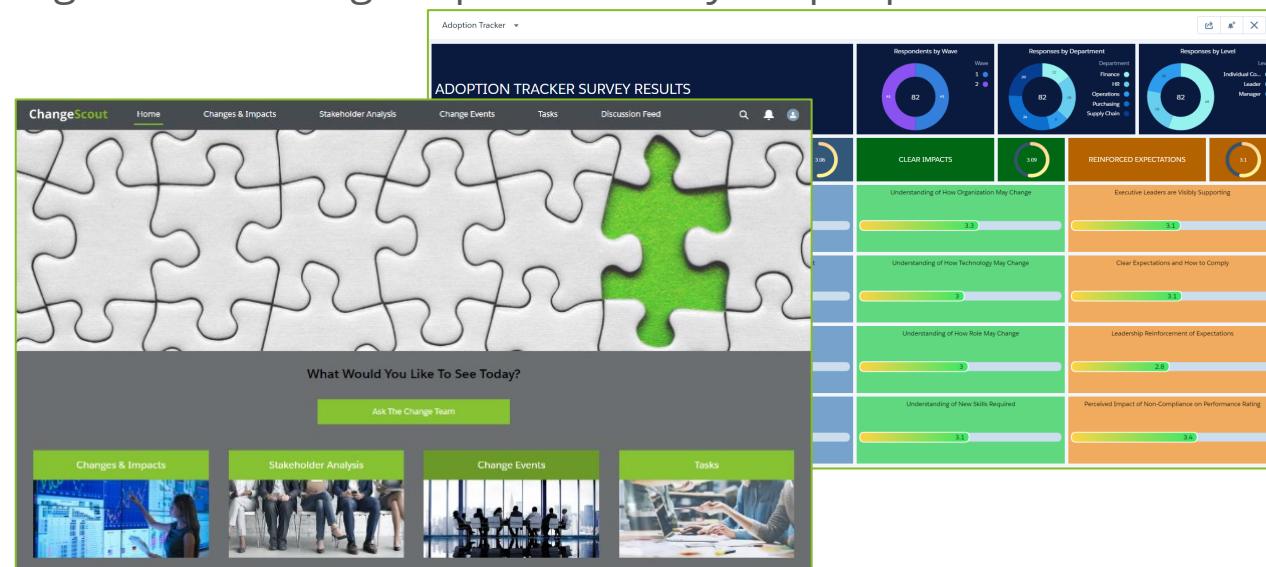 Adoption Tracker
ADOPTION TRACKER SURVEY RESULTS
Respondents by Wave
Wave
1
2
82
41
41
Responses by Department
Department
Finance
HR
Operations
Purchasing
Supply Chain
82
Responses by Level
Individual Co...
Leader
Manager
82
3.06
CLEAR IMPACTS
3.09
REINFORCED EXPECTATIONS
3.1
Understanding of How Organization May Change
3.3
Executive Leaders are Visibly Supporting
3.1
Understanding of How Technology May Change
3
Clear Expectations and How to Comply
3.1
Understanding of How Role May Change
3
Leadership Reinforcement of Expectations
2.8
Understanding of New Skills Required
3.1
Perceived Impact of Non-Compliance on Performance Rating
3.4
ChangeScout
Home
Changes & Impacts
Stakeholder Analysis
Change Events
Tasks
Discussion Feed
What Would You Like To See Today?
Ask The Change Team
Changes & Impacts
Stakeholder Analysis
Change Events
Tasks